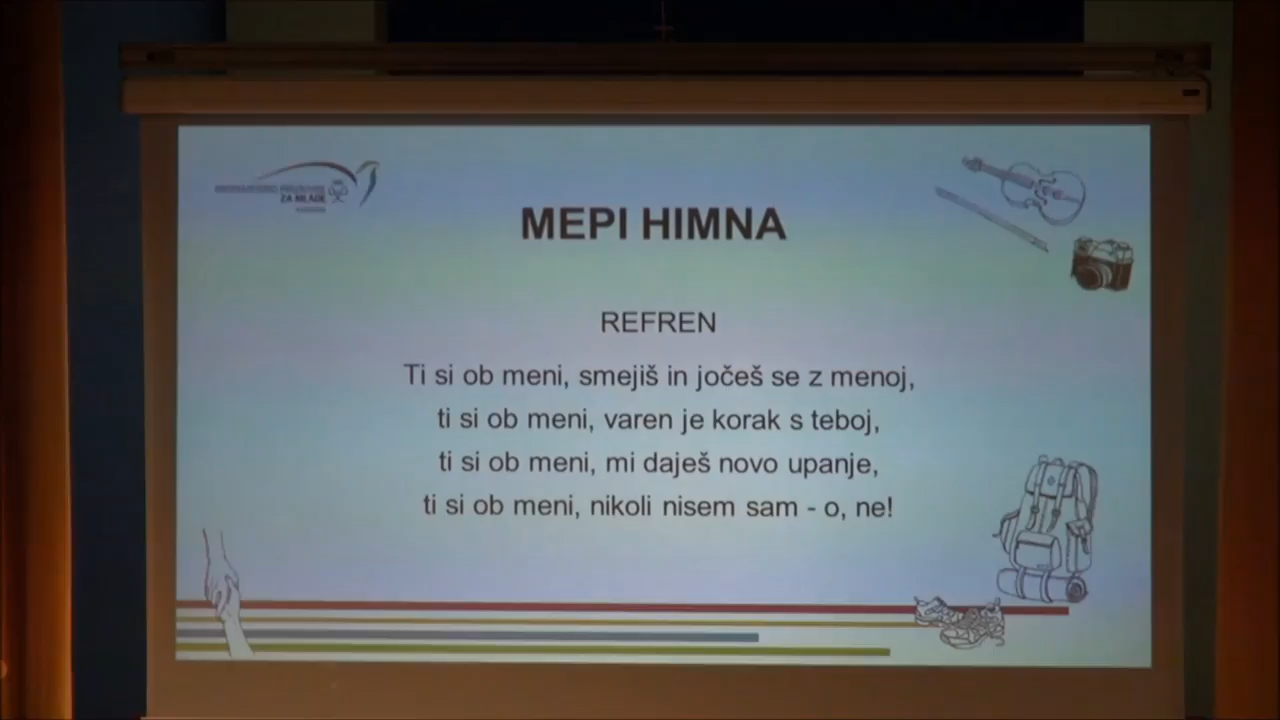 ZA MLADE
MEPI HIMNA
REFREN
Ti si ob meni, smejiš in jočeš se z menoj,
ti si ob meni, varen je korak s teboj,
ti si ob meni, mi daješ novo upanje,
ti si ob meni, nikoli nisem sam - o, ne!